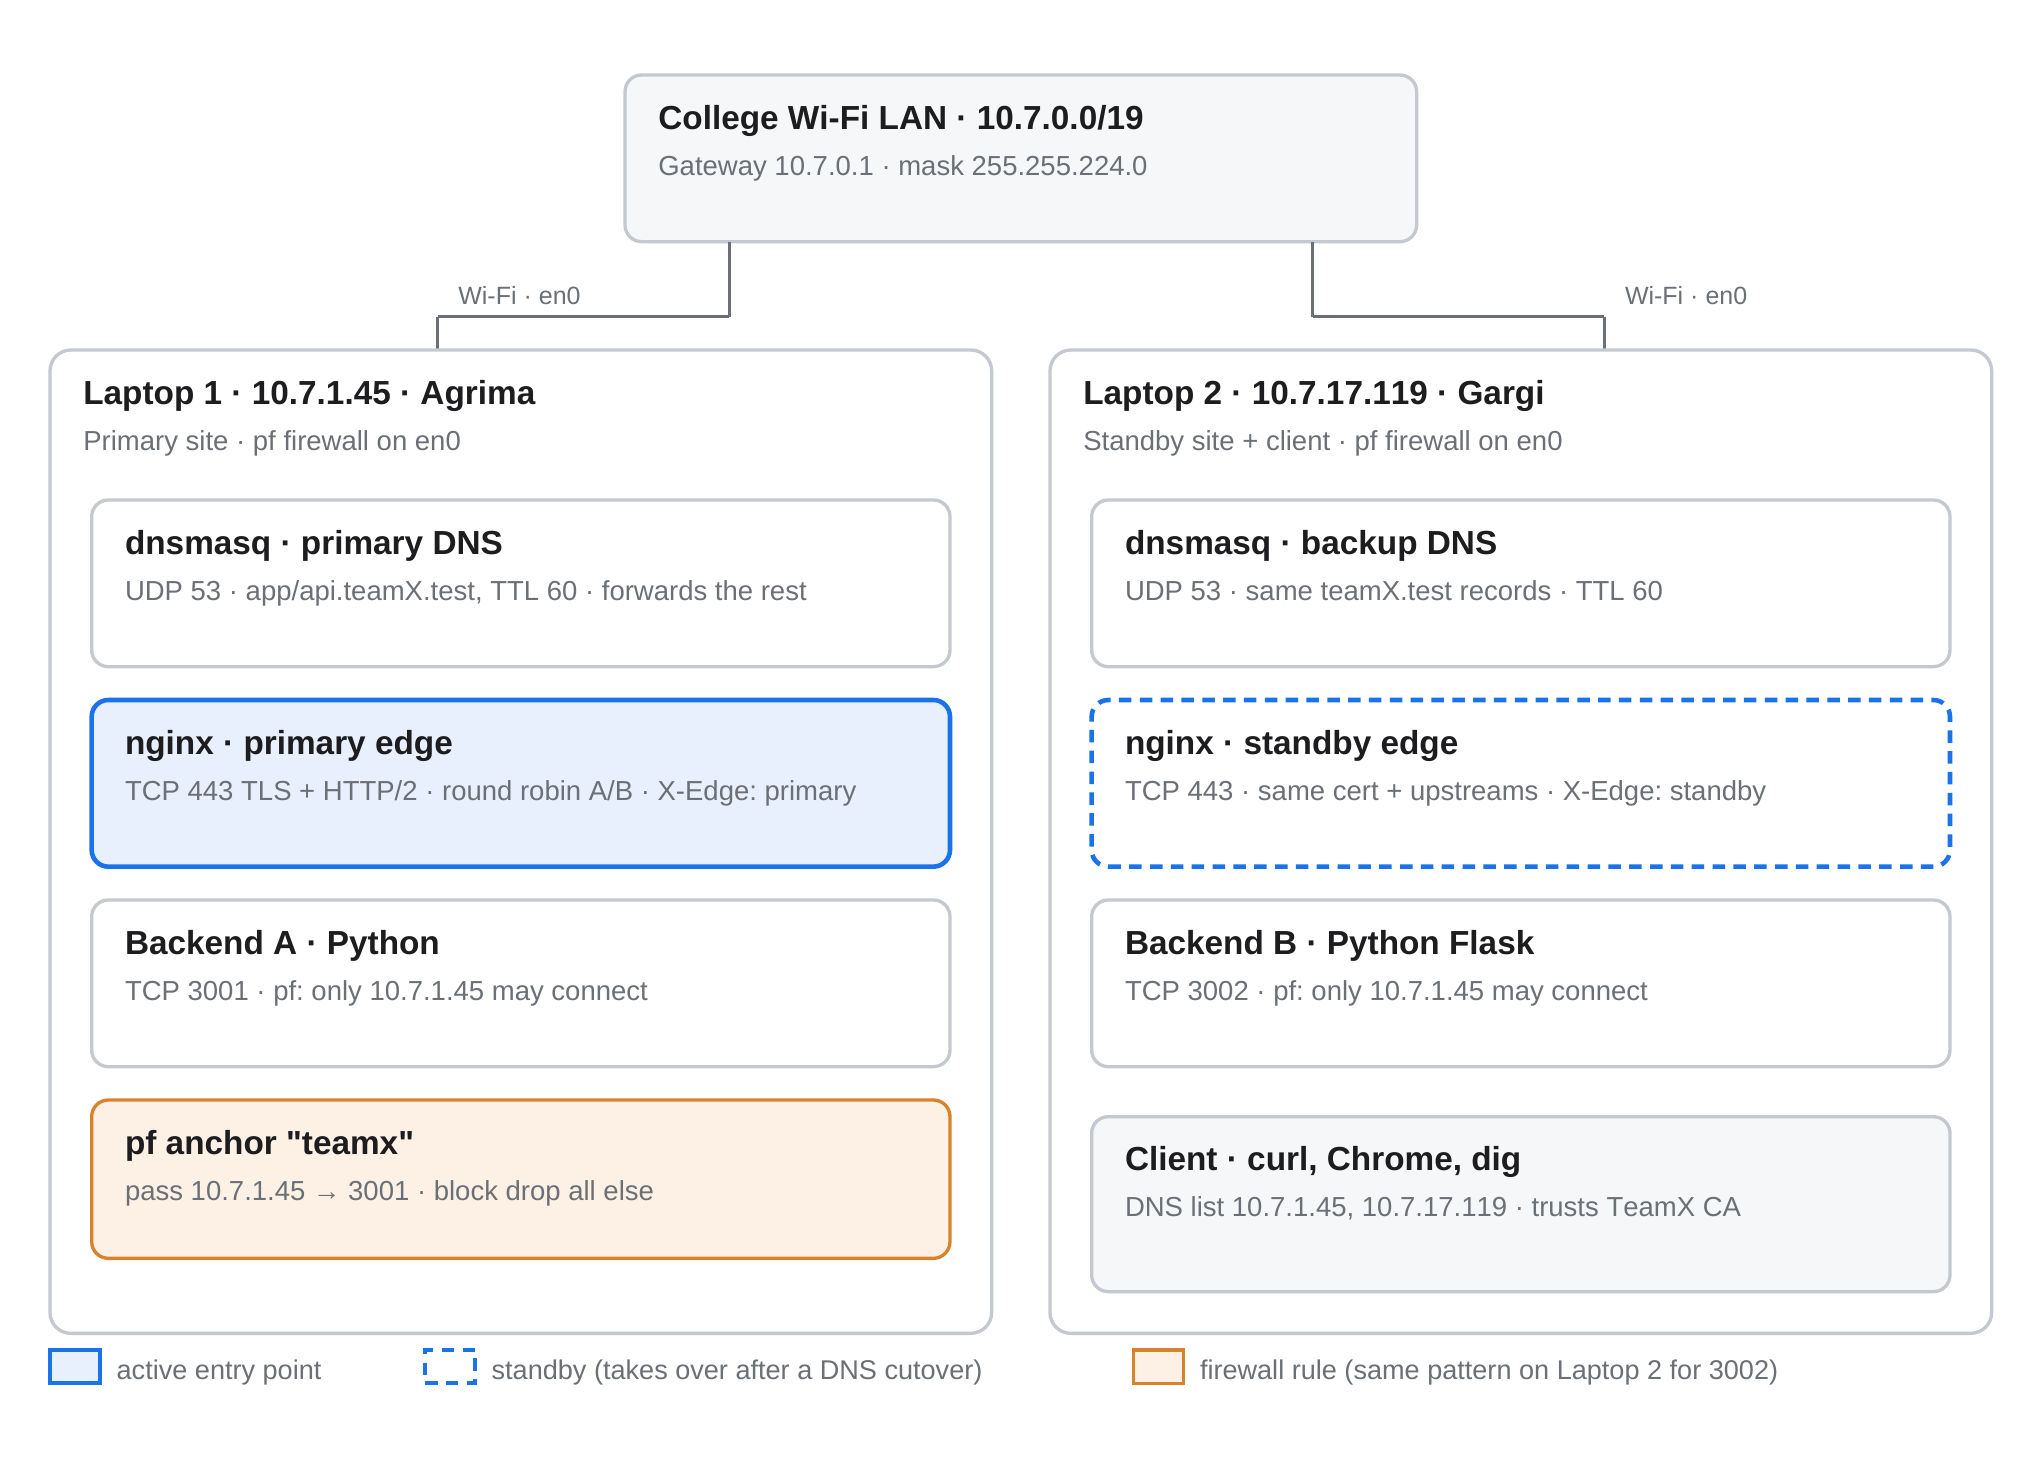 College Wi-Fi LAN · 10.7.0.0/19
Gateway 10.7.0.1 · mask 255.255.224.0
Wi-Fi · en0
Wi-Fi · en0
Laptop 1 · 10.7.1.45 · Agrima
Primary site · pf firewall on en0
dnsmasq · primary DNS
UDP 53 · app/api.teamX.test, TTL 60 · forwards the rest
nginx · primary edge
TCP 443 TLS + HTTP/2 · round robin A/B · X-Edge: primary
Backend A · Python
TCP 3001 · pf: only 10.7.1.45 may connect
pf anchor "teamx"
pass 10.7.1.45 → 3001 · block drop all else
Laptop 2 · 10.7.17.119 · Gargi
Standby site + client · pf firewall on en0
dnsmasq · backup DNS
UDP 53 · same teamX.test records · TTL 60
nginx · standby edge
TCP 443 · same cert + upstreams · X-Edge: standby
Backend B · Python Flask
TCP 3002 · pf: only 10.7.1.45 may connect
Client · curl, Chrome, dig
DNS list 10.7.1.45, 10.7.17.119 · trusts TeamX CA
active entry point
standby (takes over after a DNS cutover)
firewall rule (same pattern on Laptop 2 for 3002)